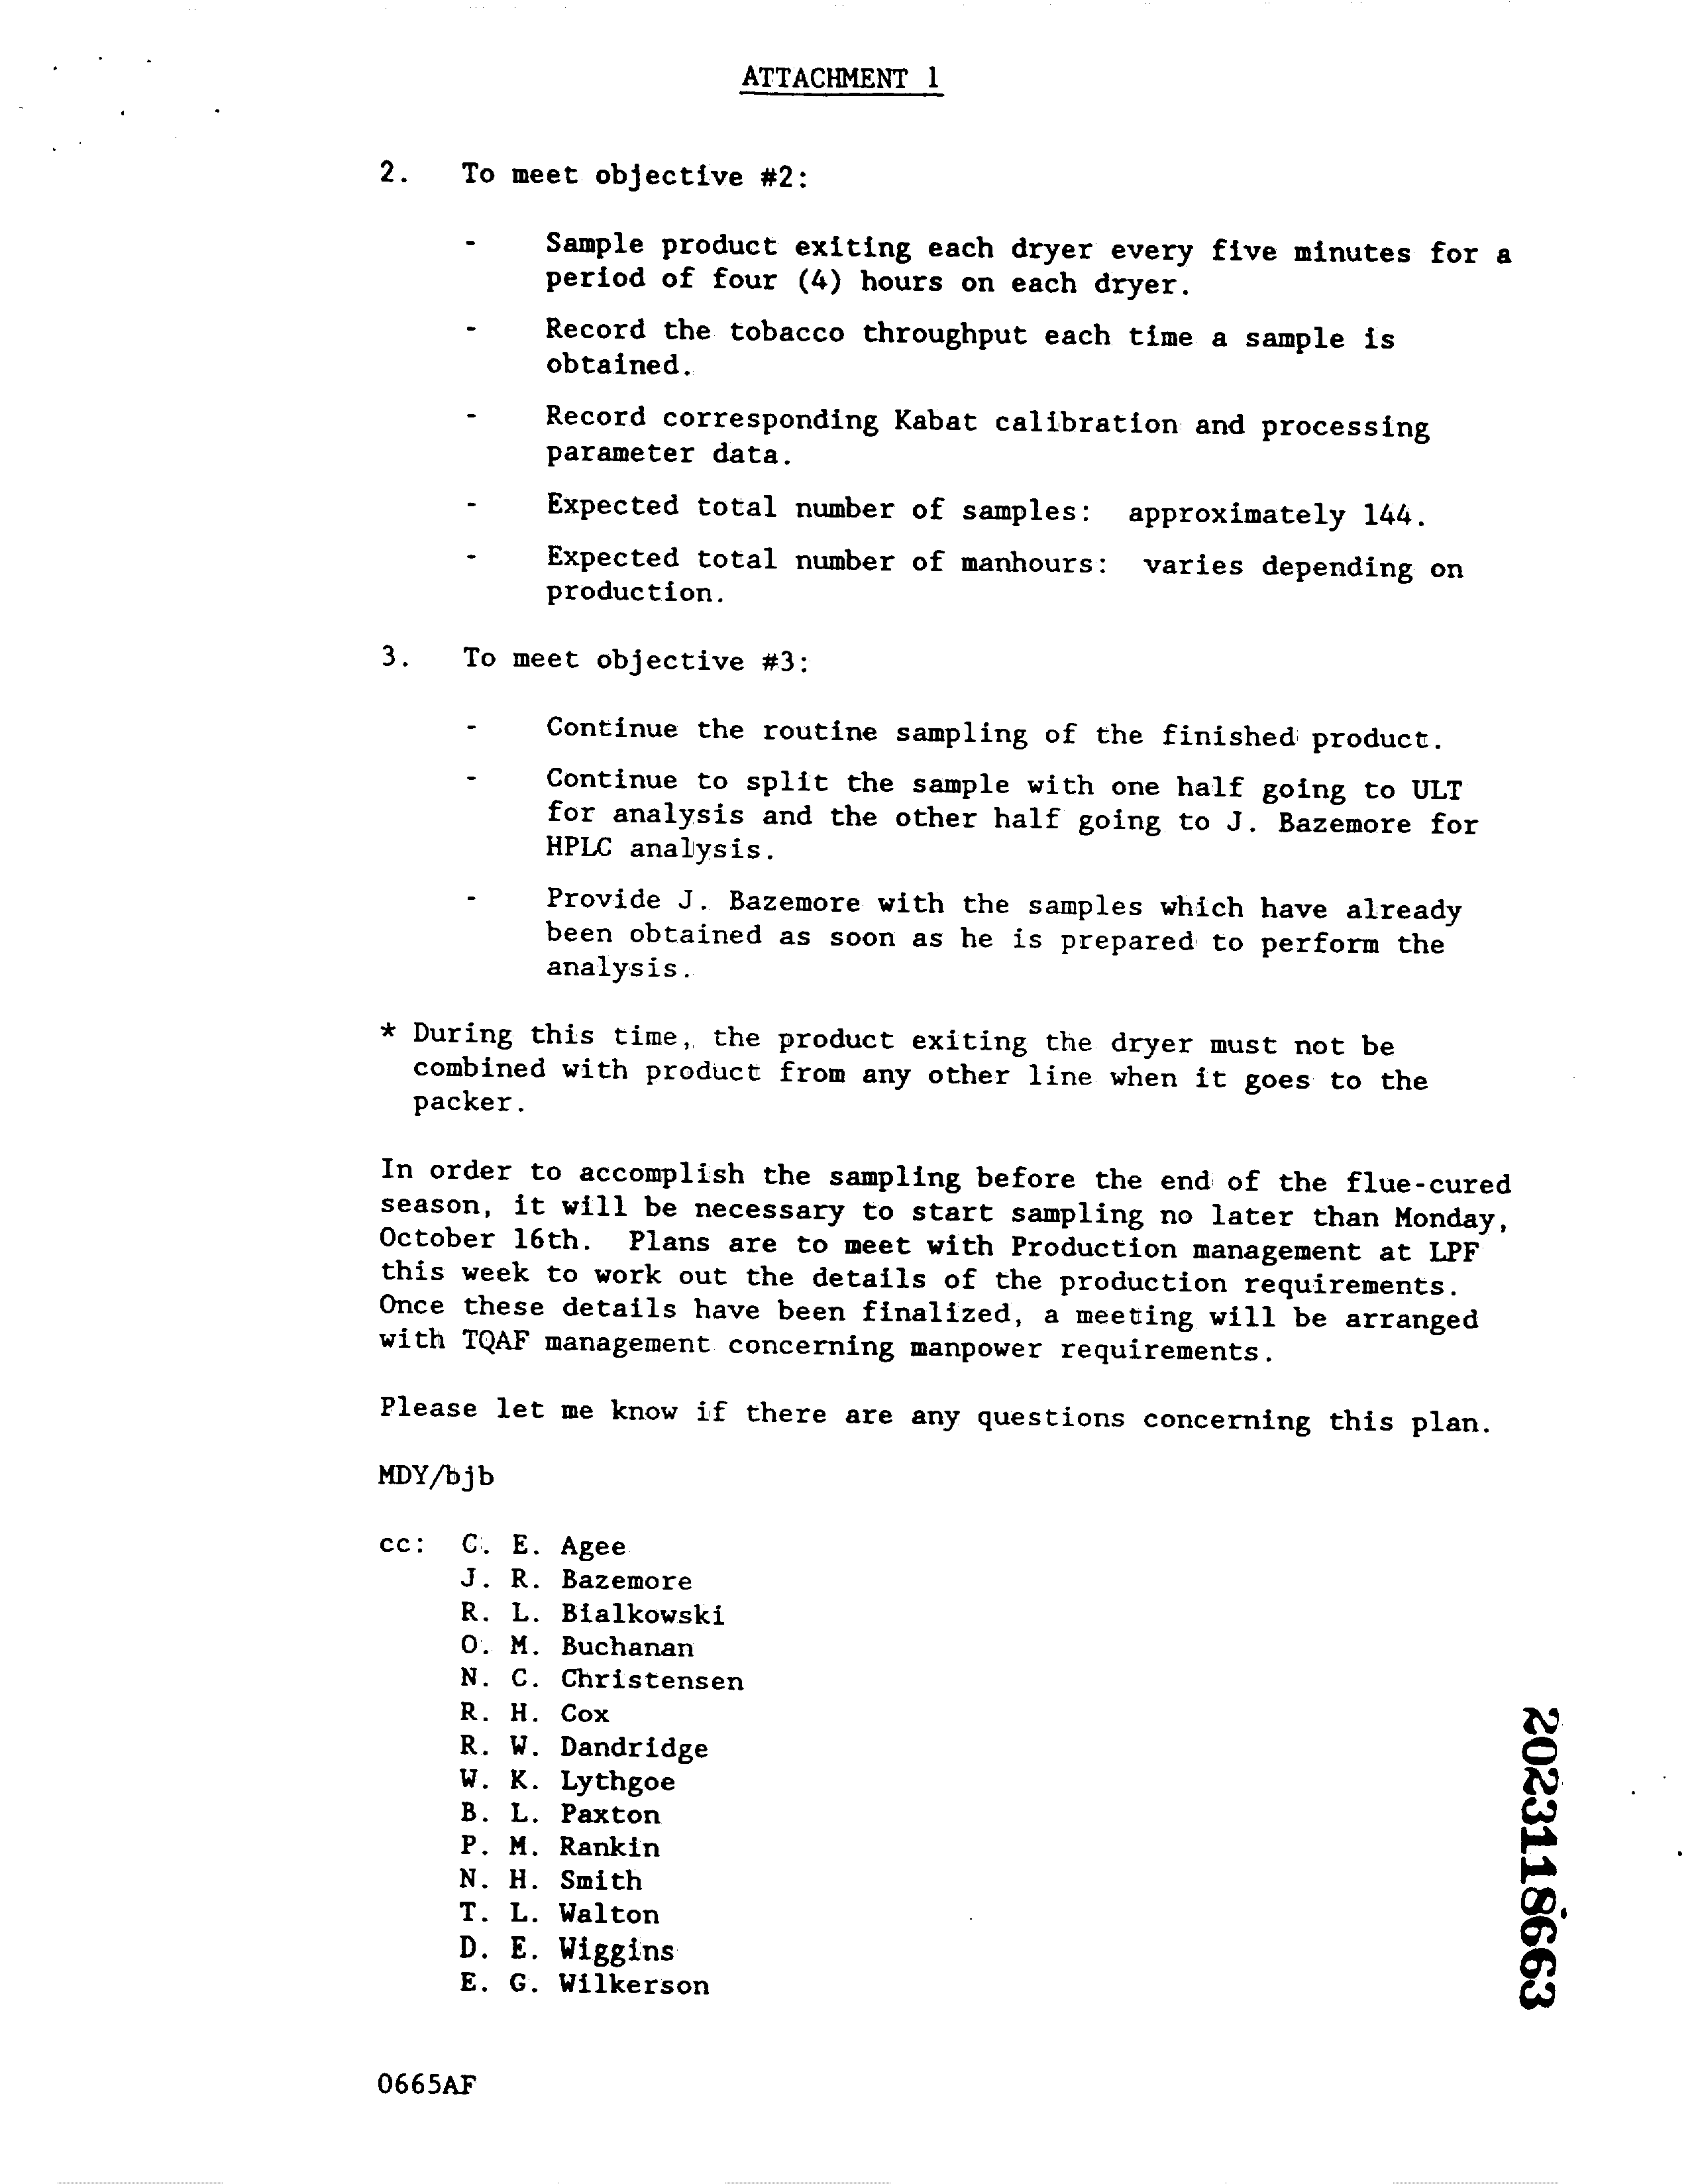 ATTACHMENT 1
2. To meet objective #2:
- Sample product exiting each dryer every five minutes for a
period of four (4) hours on each dryer.
- Record the tobacco throughput each time a sample is
obtained.
- Record corresponding Kabat calibration and processing
parameter data.
- Expected total number of samples: approximately 144.
- Expected total number of manhours: varies depending on
production.
3. To meet objective #3:
- Continue the routine sampling of the finished product.
- Continue to split the sample with one half going to ULT
for analysis and the other half going to J. Bazemore for
HPLC analysis.
- Provide J. Bazemore with the samples which have already
been obtained as soon as he is prepared to perform the
analysis.
* During this time, the product exiting the dryer must not be
combined with product from any other line when it goes to the
packer.
In order to accomplish the sampling before the end of the flue-cured
season, it will be necessary to start sampling no later than Monday,
October 16th. Plans are to meet with Production management at LPF
this week to work out the details of the production requirements.
Once these details have been finalized, a meeting will be arranged
with TQAF management concerning manpower requirements.
Please let me know if there are any questions concerning this plan.
MDY/bjb
cc: C. E. Agee
J. R. Bazemore
R. L. Bialkowski
O. M. Buchanan
N. C. Christensen
R. H. Cox
R. W. Dandridge
W. K. Lythgoe
B. L. Paxton
P. M. Rankin
N. H. Smith
T. L. Walton
D. E. Wiggins
E. G. Wilkerson
2023118663
0665AF